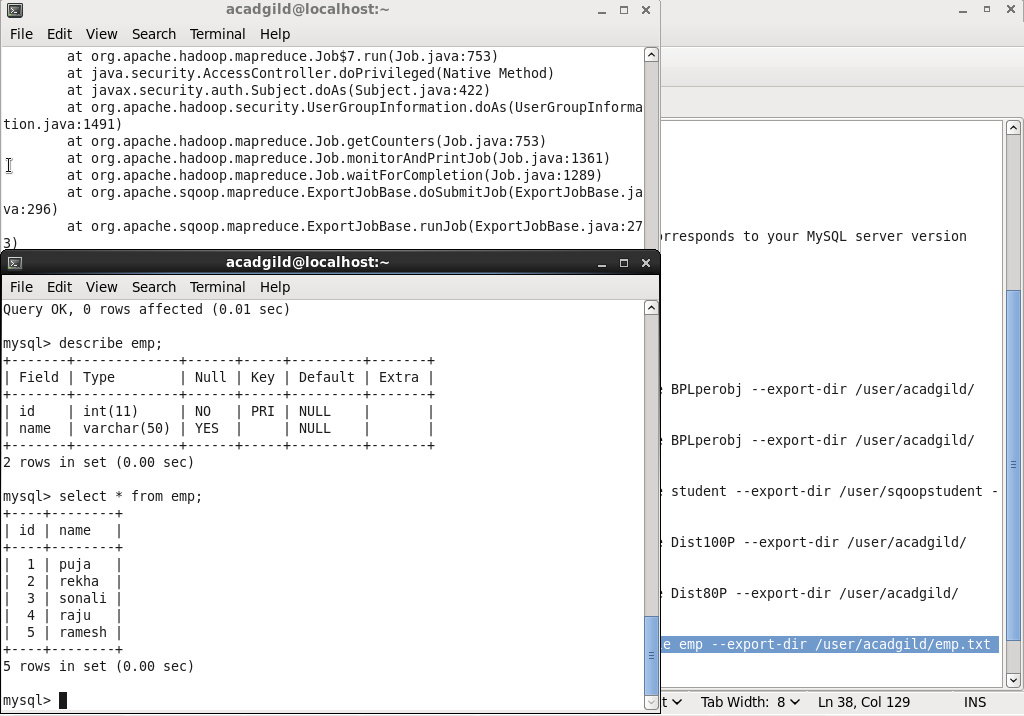 acadgild@localhost:~
File Edit View Search Terminal Help
        at org.apache.hadoop.mapreduce.Job$7.run(Job.java:753)
        at java.security.AccessController.doPrivileged(Native Method)
        at javax.security.auth.Subject.doAs(Subject.java:422)
        at org.apache.hadoop.security.UserGroupInformation.doAs(UserGroupInforma
tion.java:1491)
        at org.apache.hadoop.mapreduce.Job.getCounters(Job.java:753)
        at org.apache.hadoop.mapreduce.Job.monitorAndPrintJob(Job.java:1361)
        at org.apache.hadoop.mapreduce.Job.waitForCompletion(Job.java:1289)
        at org.apache.sqoop.mapreduce.ExportJobBase.doSubmitJob(ExportJobBase.ja
va:296)
        at org.apache.sqoop.mapreduce.ExportJobBase.runJob(ExportJobBase.java:27
3)
acadgild@localhost:~
File Edit View Search Terminal Help
Query OK, 0 rows affected (0.01 sec)
mysql> describe emp;
+-------+-------------+------+-----+---------+-------+
| Field | Type        | Null | Key | Default | Extra |
+-------+-------------+------+-----+---------+-------+
| id    | int(11)     | NO   | PRI | NULL    |       |
| name  | varchar(50) | YES  |     | NULL    |       |
+-------+-------------+------+-----+---------+-------+
2 rows in set (0.00 sec)
mysql> select * from emp;
+----+--------+
| id | name   |
+----+--------+
|  1 | puja   |
|  2 | rekha  |
|  3 | sonali |
|  4 | raju   |
|  5 | ramesh |
+----+--------+
5 rows in set (0.00 sec)
mysql>
rresponds to your MySQL server version
e BPLperobj --export-dir /user/acadgild/
e BPLperobj --export-dir /user/acadgild/
e student --export-dir /user/sqoopstudent -
e Dist100P --export-dir /user/acadgild/
e Dist80P --export-dir /user/acadgild/
e emp --export-dir /user/acadgild/emp.txt
t Tab Width: 8 Ln 38, Col 129 INS